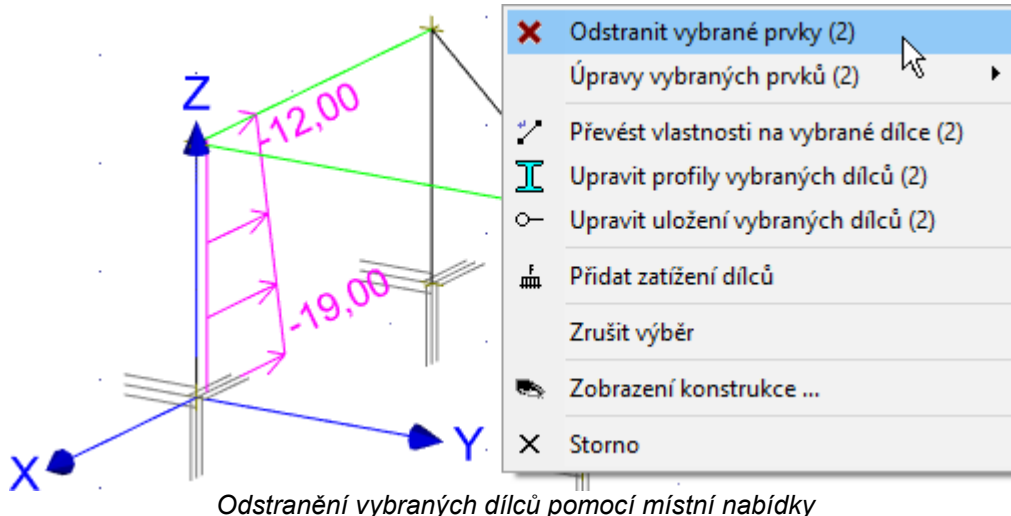 Z
-12,00
-19,00
X
Y
Odstranit vybrané prvky (2)
Úpravy vybraných prvků (2)
Převést vlastnosti na vybrané dílce (2)
Upravit profily vybraných dílců (2)
Upravit uložení vybraných dílců (2)
F
Přidat zatížení dílců
Zrušit výběr
Zobrazení konstrukce ...
Storno
Odstranění vybraných dílců pomocí místní nabídky